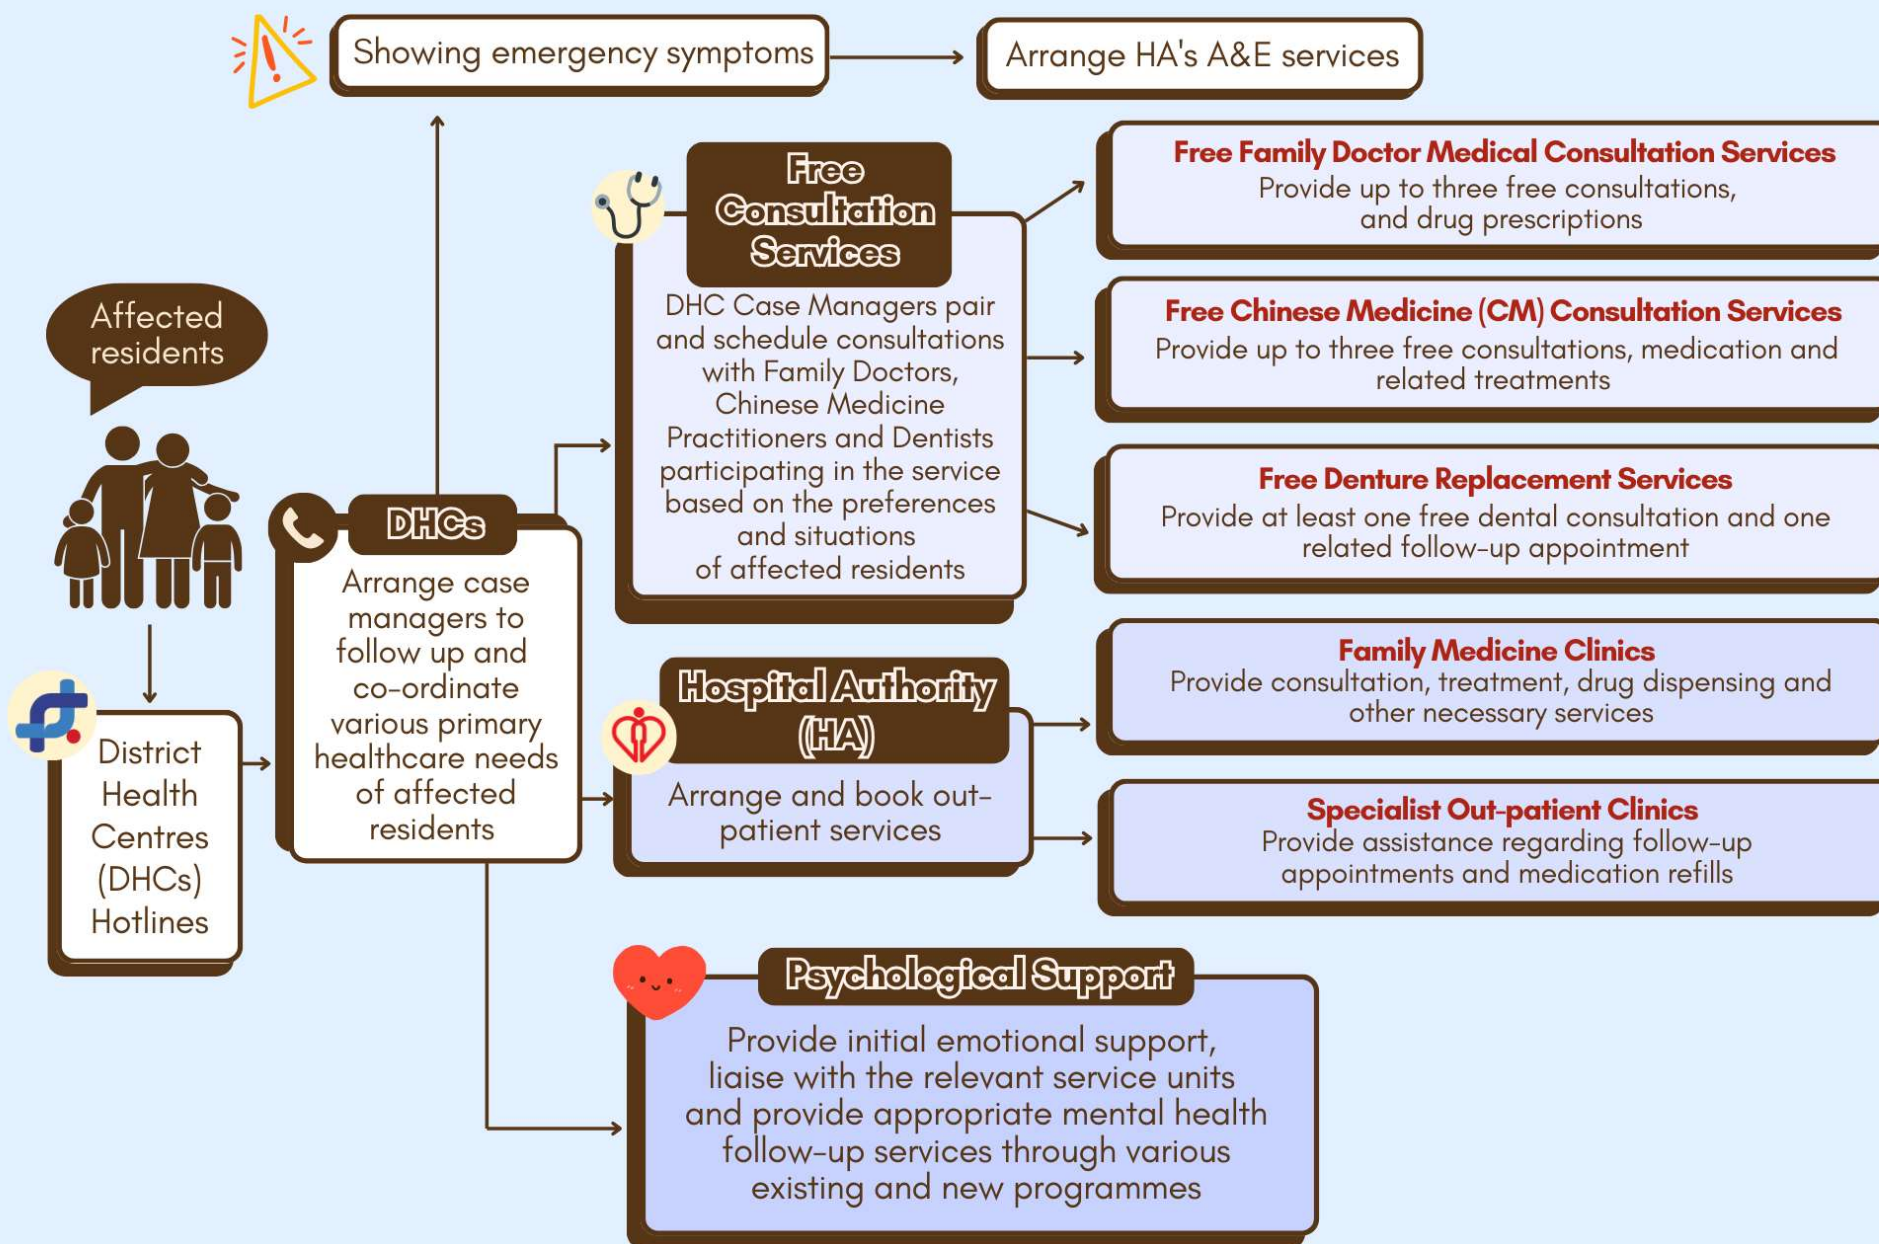 Showing emergency symptoms
Arrange HA's A&E services
Affected
residents
District
Health
Centres
(DHCs)
Hotlines
DHCs
Arrange case
managers to
follow up and
co-ordinate
various primary
healthcare needs
of affected
residents
Free
Consultation
Services
DHC Case Managers pair
and schedule consultations
with Family Doctors,
Chinese Medicine
Practitioners and Dentists
participating in the service
based on the preferences
and situations
of affected residents
Free Family Doctor Medical Consultation Services
Provide up to three free consultations,
and drug prescriptions
Free Chinese Medicine (CM) Consultation Services
Provide up to three free consultations, medication and
related treatments
Free Denture Replacement Services
Provide at least one free dental consultation and one
related follow-up appointment
Hospital Authority
(HA)
Arrange and book out-
patient services
Family Medicine Clinics
Provide consultation, treatment, drug dispensing and
other necessary services
Specialist Out-patient Clinics
Provide assistance regarding follow-up
appointments and medication refills
Psychological Support
Provide initial emotional support,
liaise with the relevant service units
and provide appropriate mental health
follow-up services through various
existing and new programmes